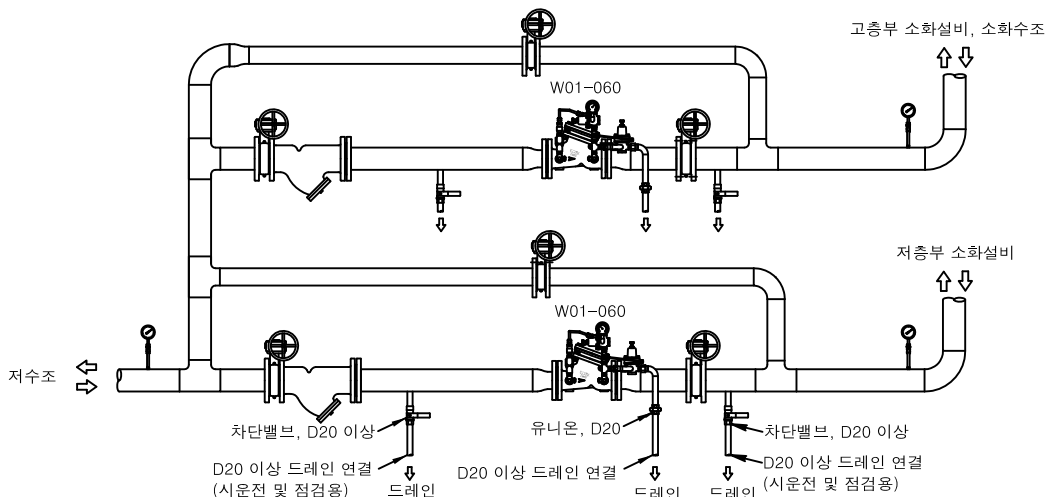 고층부 소화설비, 소화수조
W01-060
저층부 소화설비
W01-060
저수조
차단밸브, D20 이상
유니온, D20
차단밸브, D20 이상
D20 이상 드레인 연결
(시운전 및 점검용)
드레인
D20 이상 드레인 연결
드레인
드레인
D20 이상 드레인 연결
(시운전 및 점검용)